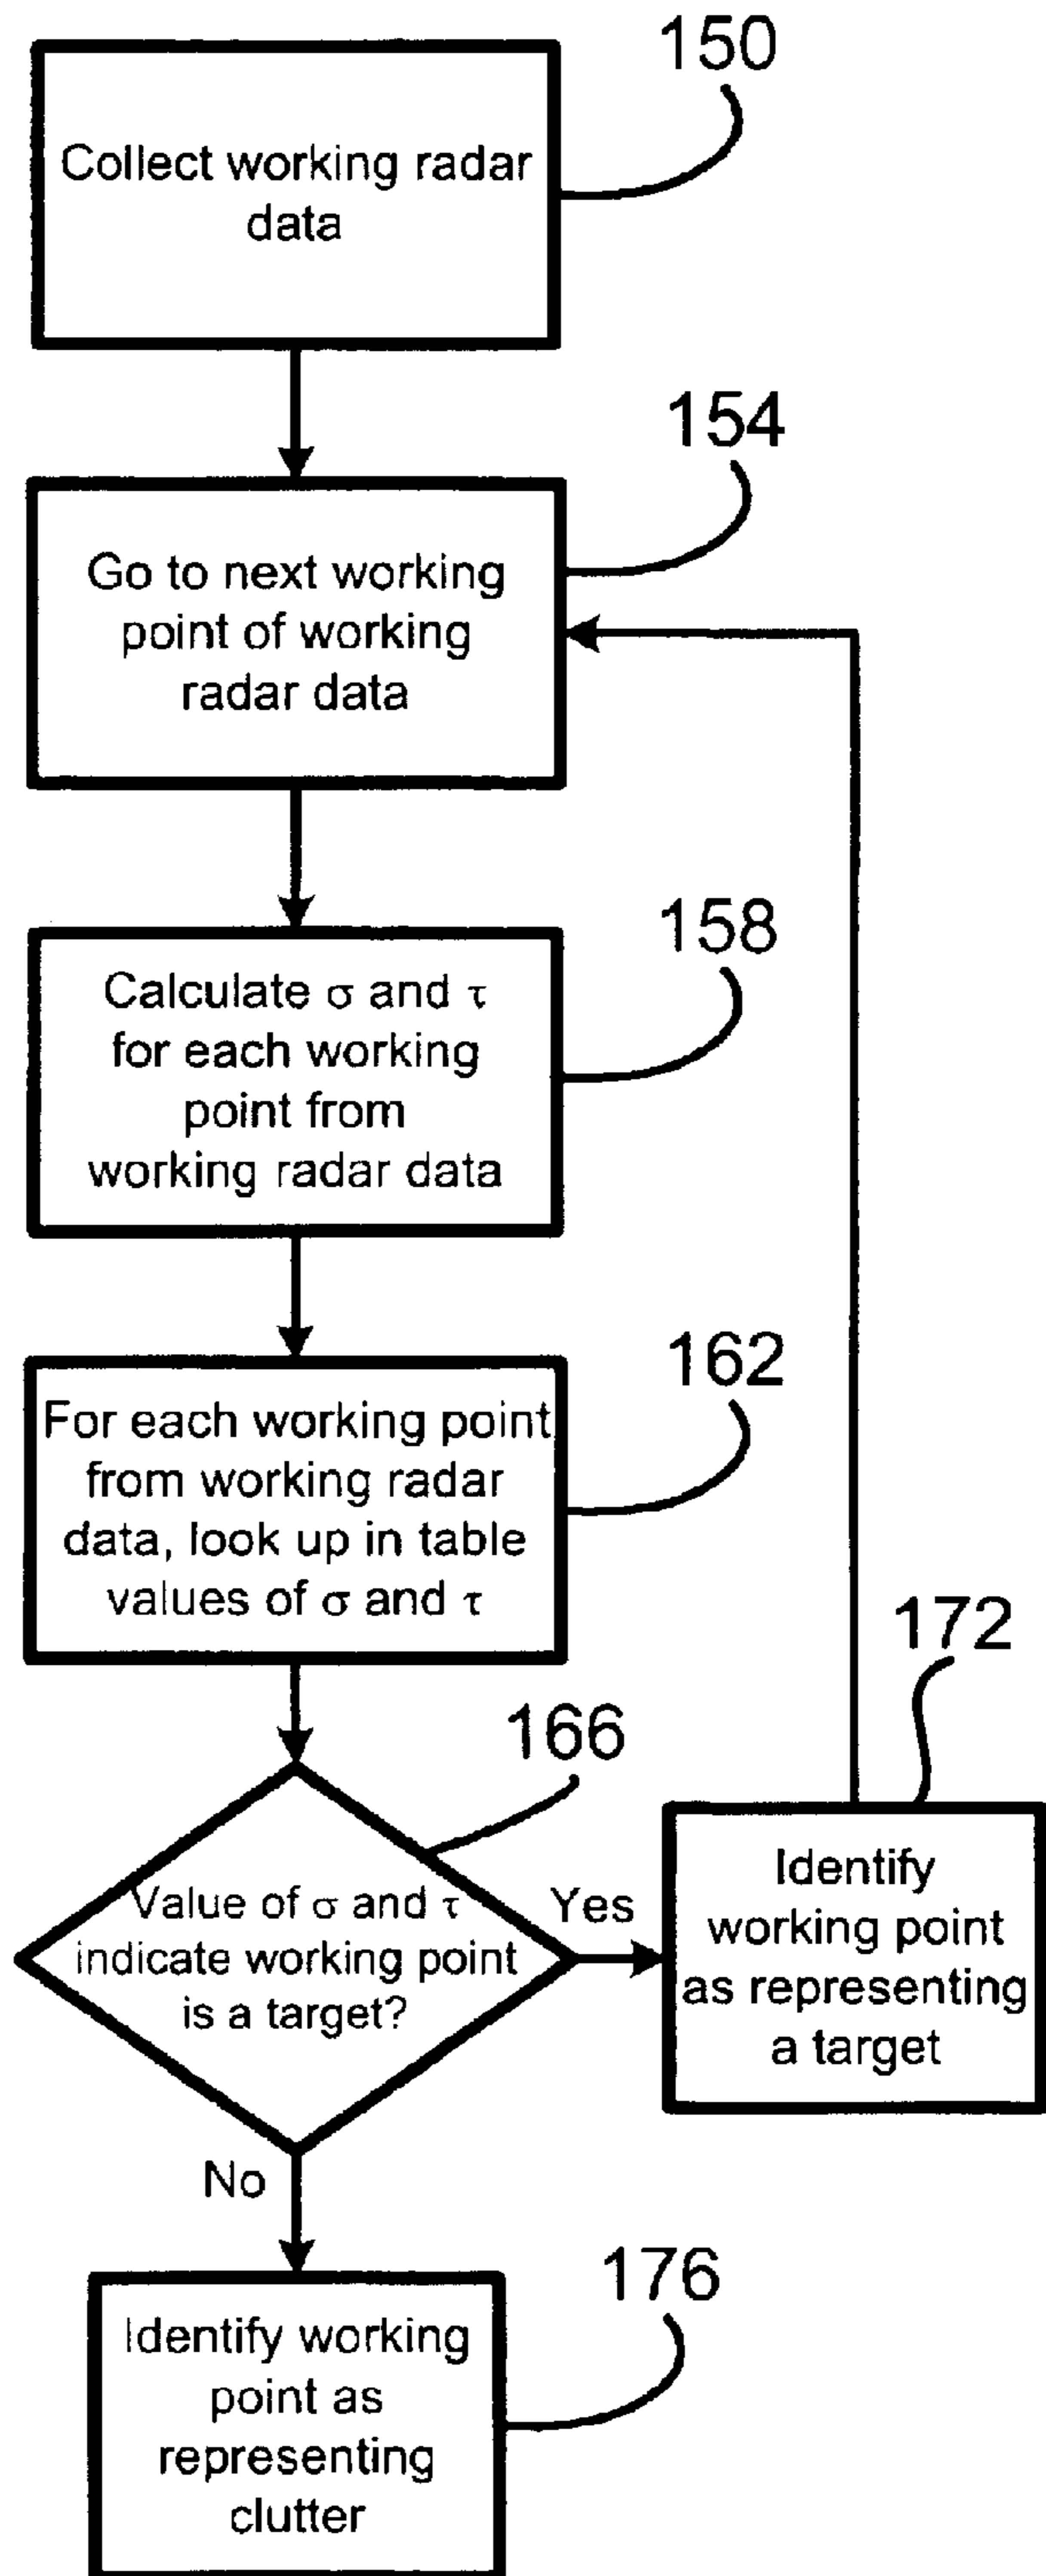 150
Collect working radar
data
154
Go to next working
point of working
radar data
158
Calculate σ and τ
for each working
point from
working radar data
162
For each working point
from working radar
data, look up in table
values of σ and τ
172
166
Value of σ and τ
indicate working point
is a target?
Yes
Identify
working point
as representing
a target
No
176
Identify working
point as
representing
clutter